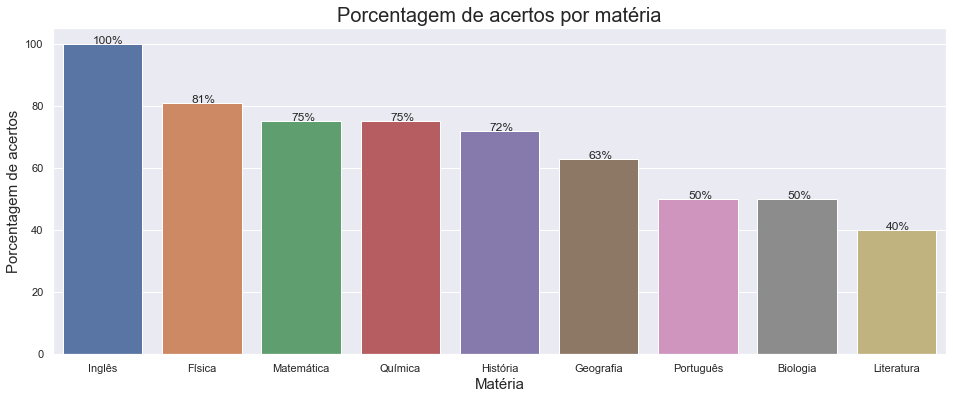 Porcentagem de acertos por matéria
Porcentagem de acertos
100
80
60
40
20
0
100%
81%
75%
75%
72%
63%
50%
50%
40%
Inglês
Física
Matemática
Química
História
Geografia
Português
Biologia
Literatura
Matéria